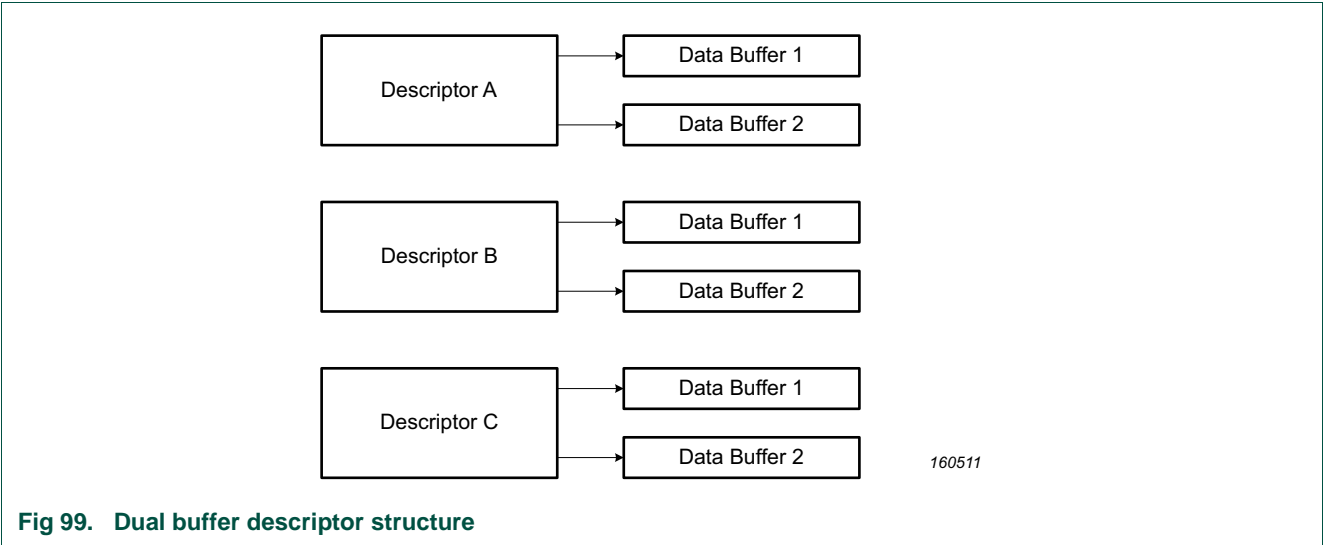 Descriptor A
Data Buffer 1
Data Buffer 2
Descriptor B
Data Buffer 1
Data Buffer 2
Descriptor C
Data Buffer 1
Data Buffer 2
160511
Fig 99. Dual buffer descriptor structure